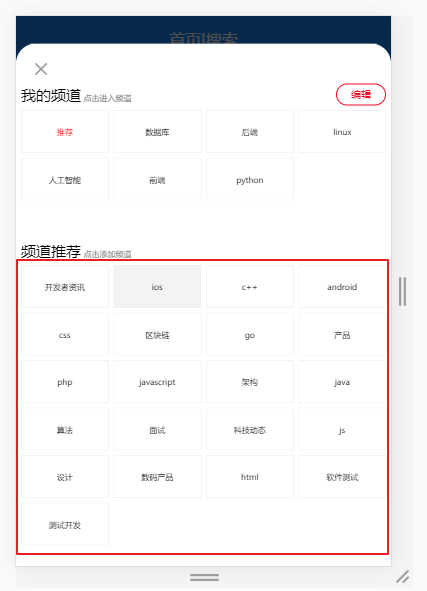 首页|搜索
我的频道 点击进入频道 编辑
推荐 数据库 后端 linux
人工智能 前端 python
频道推荐 点击添加频道
开发者资讯 ios c++ android
css 区块链 go 产品
php javascript 架构 java
算法 面试 科技动态 js
设计 数码产品 html 软件测试
测试开发